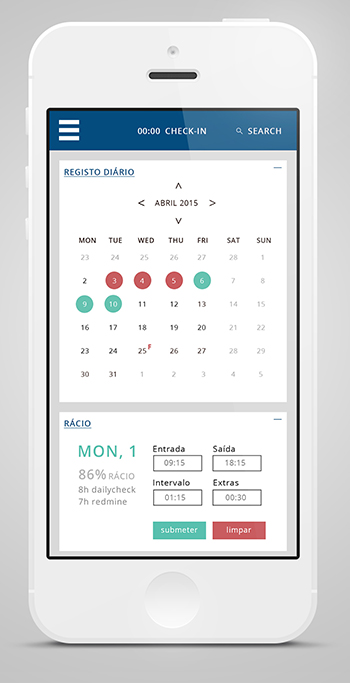 00:00 CHECK-IN SEARCH
REGISTO DIÁRIO
ABRIL 2015
MON TUE WED THU FRI SAT SUN
23 24 25 26 27 28 1
2 3 4 5 6 7 8
9 10 11 12 13 14 15
16 17 18 19 20 21 22
23 24 25F 26 27 28 29
30 31 1 2 3 4 5
RÁCIO
MON, 1
86% RÁCIO
8h dailycheck
7h redmine
Entrada Saída
09:15 18:15
Intervalo Extras
01:15 00:30
submeter limpar